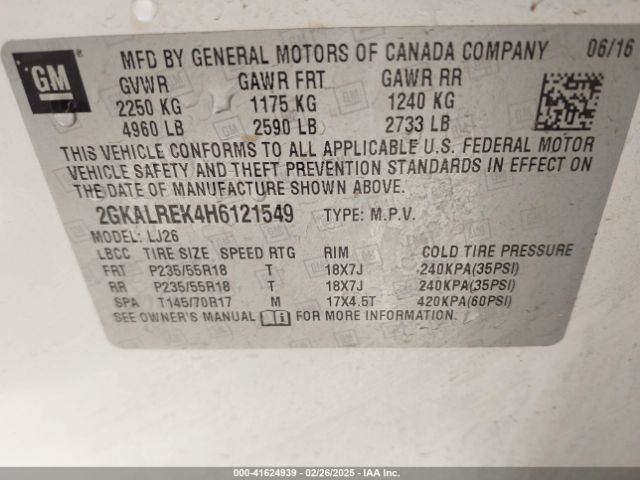 GM ® MFD BY GENERAL MOTORS OF CANADA COMPANY 06/16
GVWR GAWR FRT GAWR RR
2250 KG 1175 KG 1240 KG
4960 LB 2590 LB 2733 LB
THIS VEHICLE CONFORMS TO ALL APPLICABLE U.S. FEDERAL MOTOR
VEHICLE SAFETY AND THEFT PREVENTION STANDARDS IN EFFECT ON
THE DATE OF MANUFACTURE SHOWN ABOVE.
2GKALREK4H6121549 TYPE: M.P.V.
MODEL: LJ26
LBCC TIRE SIZE SPEED RTG RIM COLD TIRE PRESSURE
FRT P235/55R18 T 18X7J 240KPA(35PSI)
RR P235/55R18 T 18X7J 240KPA(35PSI)
SPA T145/70R17 M 17X4.5T 420KPA(60PSI)
SEE OWNER'S MANUAL i FOR MORE INFORMATION.
000-41624939 - 02/26/2025 - IAA Inc.